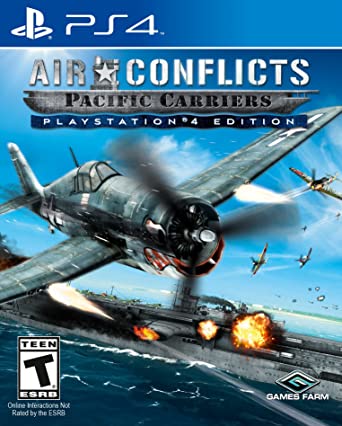 PS4
AIR CONFLICTS
PACIFIC CARRIERS
PLAYSTATION®4 EDITION
TEEN
T
ESRB
Online Interactions Not
Rated by the ESRB
GAMES FARM